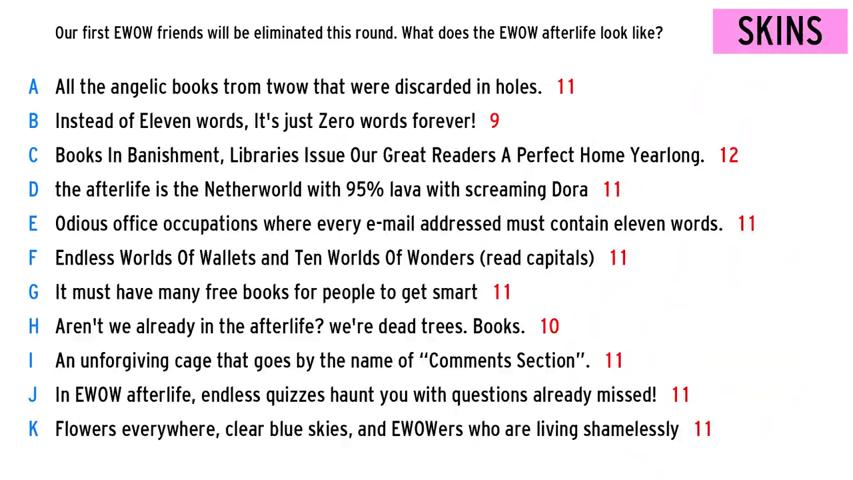 Our first EWOW friends will be eliminated this round. What does the EWOW afterlife look like?
SKINS
A All the angelic books trom twow that were discarded in holes. 11
B Instead of Eleven words, It's just Zero words forever! 9
C Books In Banishment, Libraries Issue Our Great Readers A Perfect Home Yearlong. 12
D the afterlife is the Netherworld with 95% lava with screaming Dora 11
E Odious office occupations where every e-mail addressed must contain eleven words. 11
F Endless Worlds Of Wallets and Ten Worlds Of Wonders (read capitals) 11
G It must have many free books for people to get smart 11
H Aren't we already in the afterlife? we're dead trees. Books. 10
I An unforgiving cage that goes by the name of “Comments Section”. 11
J In EWOW afterlife, endless quizzes haunt you with questions already missed! 11
K Flowers everywhere, clear blue skies, and EWOWers who are living shamelessly 11